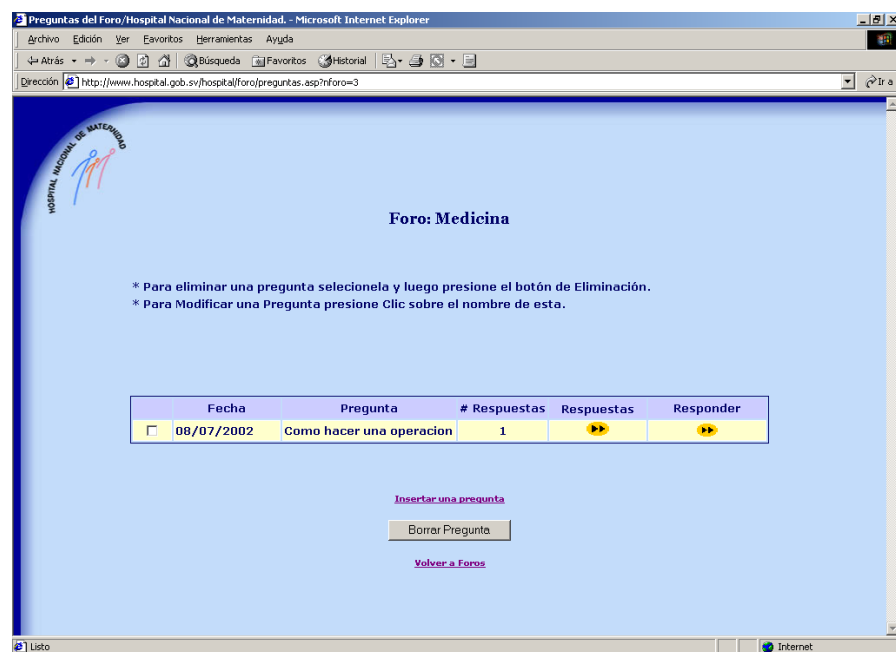 Preguntas del Foro/Hospital Nacional de Maternidad. - Microsoft Internet Explorer
Archivo Edición Ver Favoritos Herramientas Ayuda
Atrás Búsqueda Favoritos Historial
Dirección http://www.hospital.gob.sv/hospital/foro/preguntas.asp?nforo=3 Ir a
HOSPITAL NACIONAL DE MATERNIDAD
Foro: Medicina
* Para eliminar una pregunta selecionela y luego presione el botón de Eliminación.
* Para Modificar una Pregunta presione Clic sobre el nombre de esta.
Fecha Pregunta # Respuestas Respuestas Responder
08/07/2002 Como hacer una operacion 1
Insertar una pregunta
Borrar Pregunta
Volver a Foros
Listo Internet